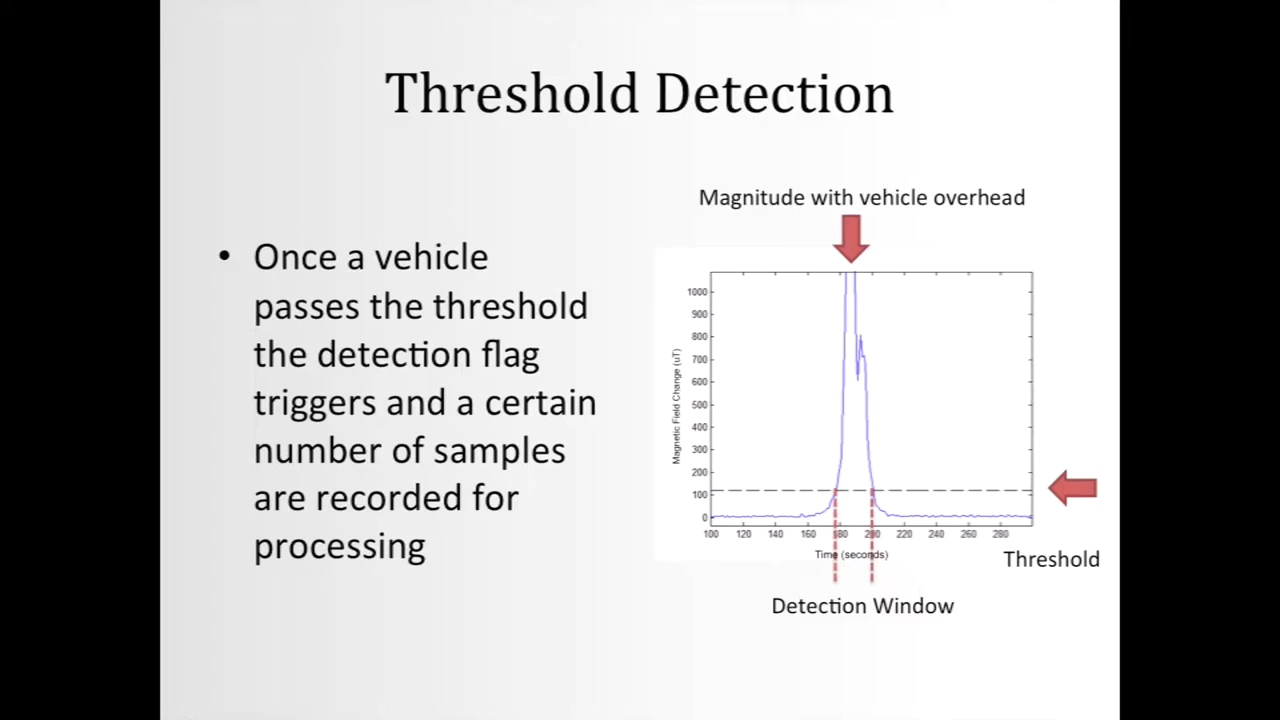 Threshold Detection
Magnitude with vehicle overhead
• Once a vehicle
passes the threshold
the detection flag
triggers and a certain
number of samples
are recorded for
processing
Magnetic Field Change (uT)
1000
900
800
700
600
500
400
300
200
100
0
100 120 140 160 180 200 220 240 260 280
Time (seconds)
Threshold
Detection Window